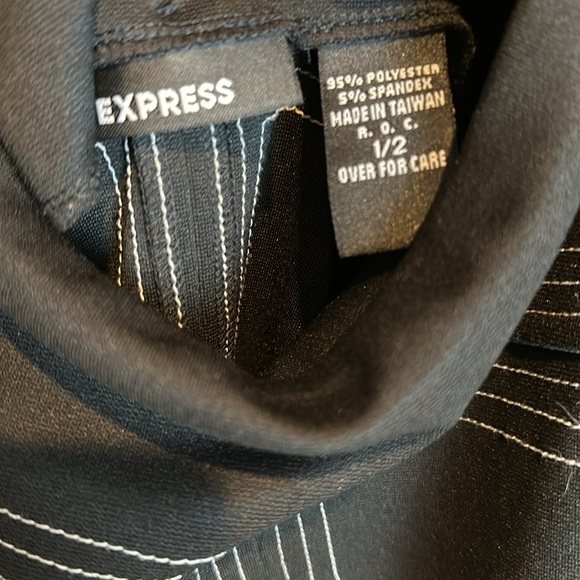 EXPRESS
95% POLYESTER
5% SPANDEX
MADE IN TAIWAN
R. O. C.
1/2
OVER FOR CARE